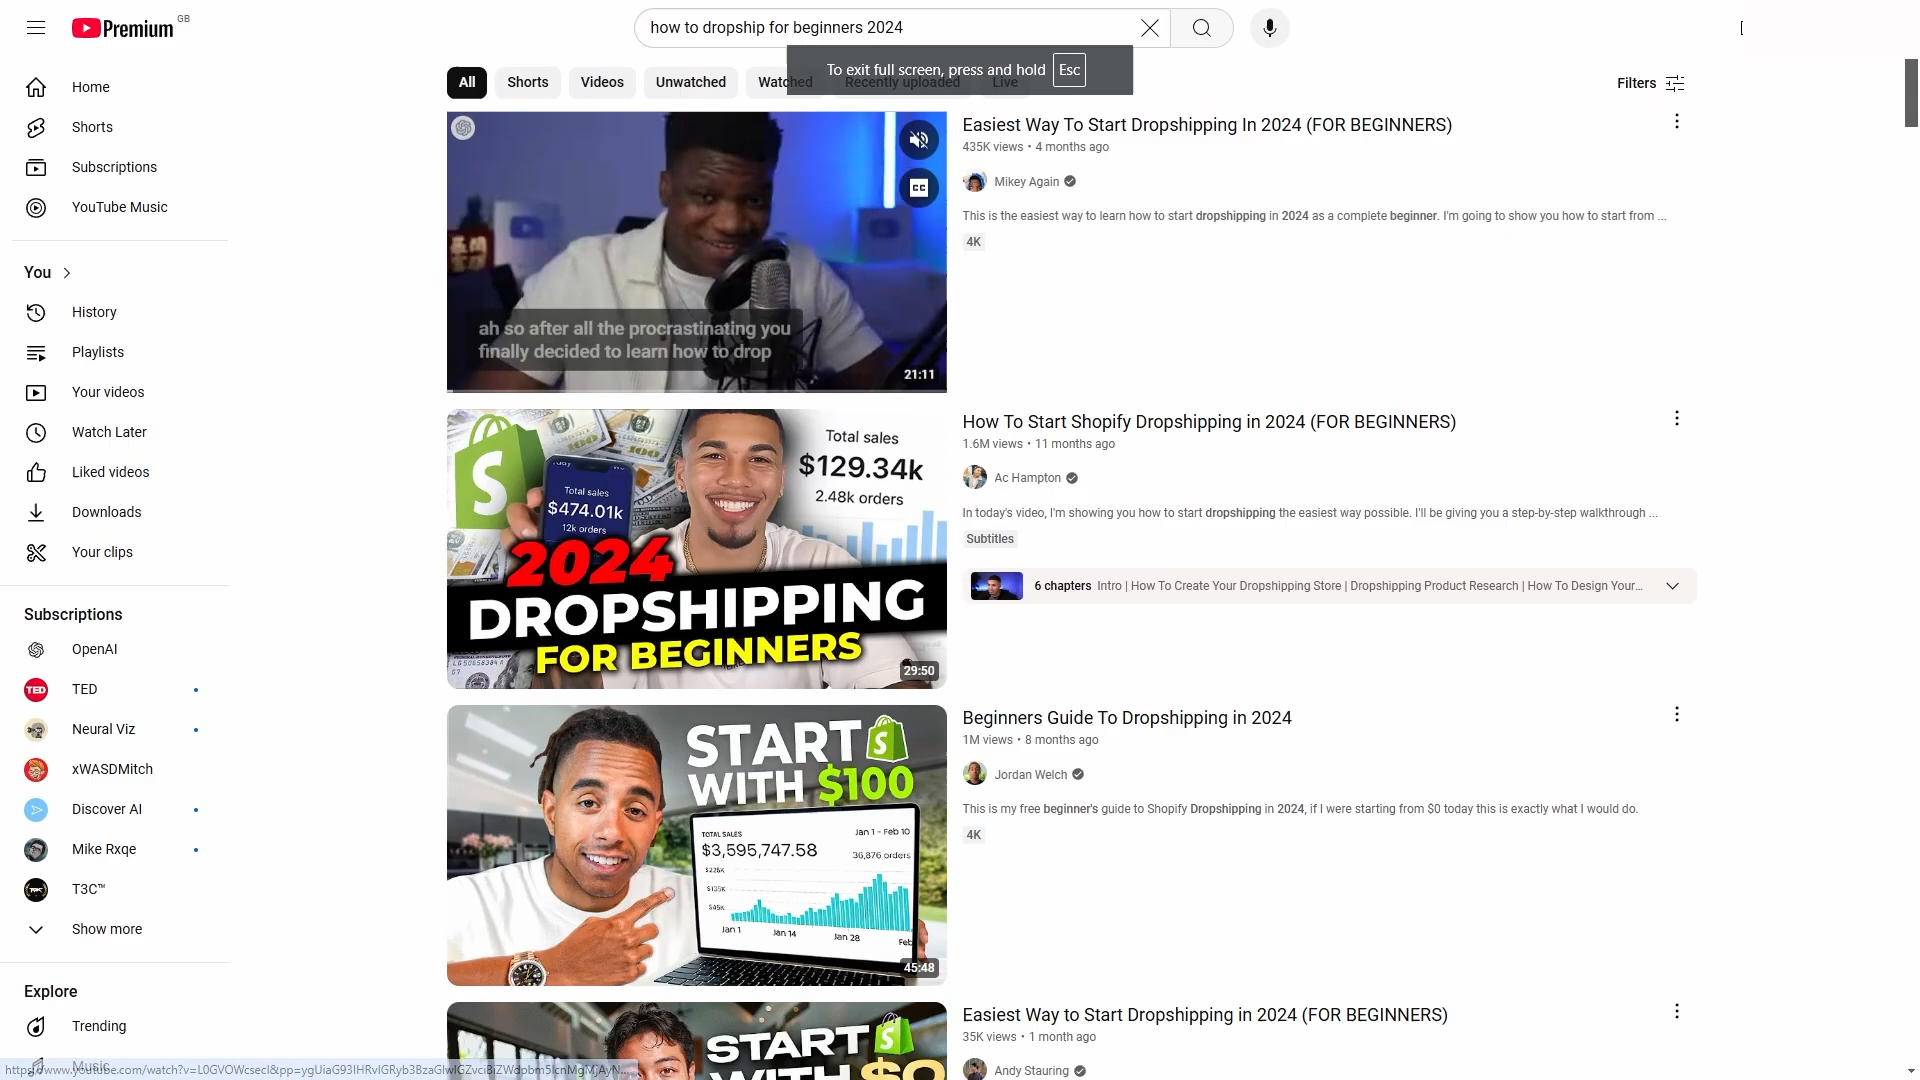 Premium GB
how to dropship for beginners 2024
To exit full screen, press and hold Esc
All Shorts Videos Unwatched Watched Recently uploaded Live
Filters
Home
Shorts
Subscriptions
YouTube Music
You
History
Playlists
Your videos
Watch Later
Liked videos
Downloads
Your clips
Subscriptions
OpenAI
TED
TED
Neural Viz
xWASDMitch
Discover AI
Mike Rxqe
T3C™
Show more
Explore
Trending
Music
CC
ah so after all the procrastinating you
finally decided to learn how to drop
21:11
Easiest Way To Start Dropshipping In 2024 (FOR BEGINNERS)
435K views • 4 months ago
Mikey Again
This is the easiest way to learn how to start dropshipping in 2024 as a complete beginner. I'm going to show you how to start from ...
4K
Total sales
$129.34k
2.48k orders
Total sales
$474.01k
12k orders
2024
DROPSHIPPING
FOR BEGINNERS
29:50
How To Start Shopify Dropshipping in 2024 (FOR BEGINNERS)
1.6M views • 11 months ago
Ac Hampton
In today's video, I'm showing you how to start dropshipping the easiest way possible. I'll be giving you a step-by-step walkthrough ...
Subtitles
6 chapters Intro | How To Create Your Dropshipping Store | Dropshipping Product Research | How To Design Your...
START
WITH $100
TOTAL SALES
Jan 1 - Feb 10
$3,595,747.58
36,876 orders
$135K
$45K
Jan 1
Jan 14
Jan 28
Feb
45:48
Beginners Guide To Dropshipping in 2024
1M views • 8 months ago
Jordan Welch
This is my free beginner's guide to Shopify Dropshipping in 2024, if I were starting from $0 today this is exactly what I would do.
4K
START
WITH $0
Easiest Way to Start Dropshipping in 2024 (FOR BEGINNERS)
35K views • 1 month ago
Andy Stauring